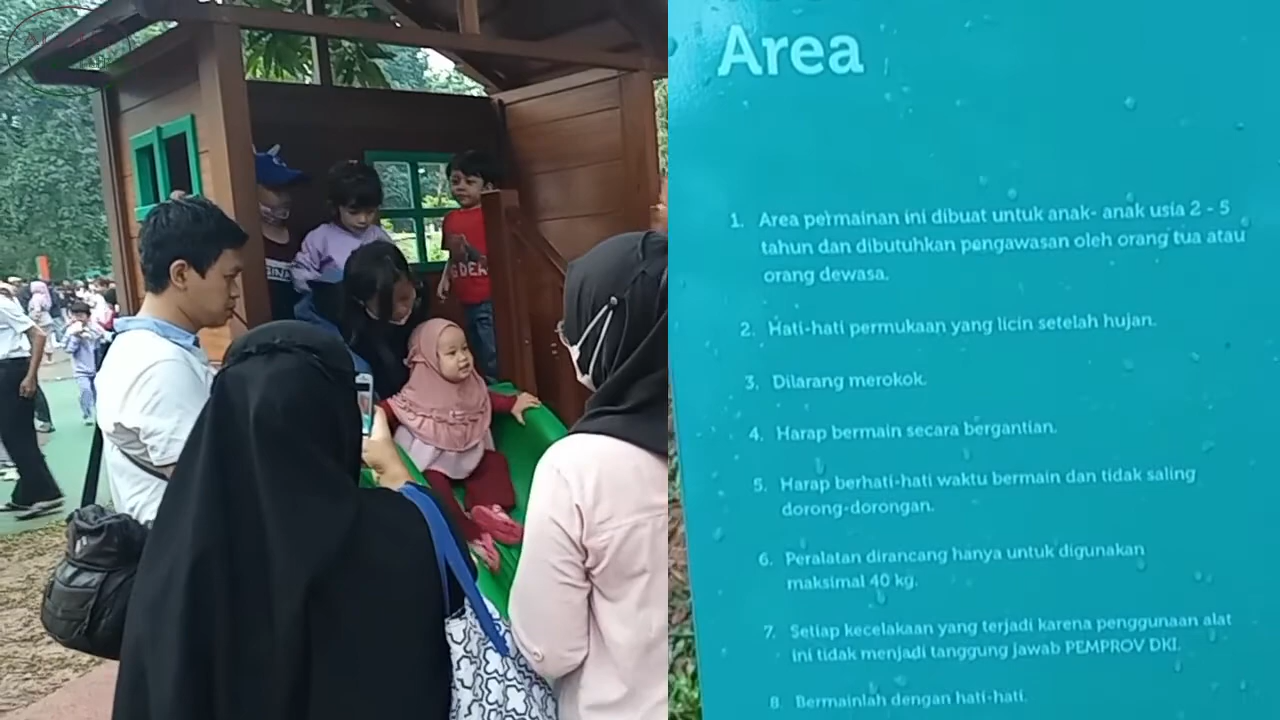 Area
1. Area permainan ini dibuat untuk anak- anak usia 2 - 5
tahun dan dibutuhkan pengawasan oleh orang tua atau
orang dewasa.
2. Hati-hati permukaan yang licin setelah hujan.
3. Dilarang merokok.
4. Harap bermain secara bergantian.
5. Harap berhati-hati waktu bermain dan tidak saling
dorong-dorongan.
6. Peralatan dirancang hanya untuk digunakan
maksimal 40 kg.
7. Setiap kecelakaan yang terjadi karena penggunaan alat
ini tidak menjadi tanggung jawab PEMPROV DKI.
8. Bermainlah dengan hati-hati.